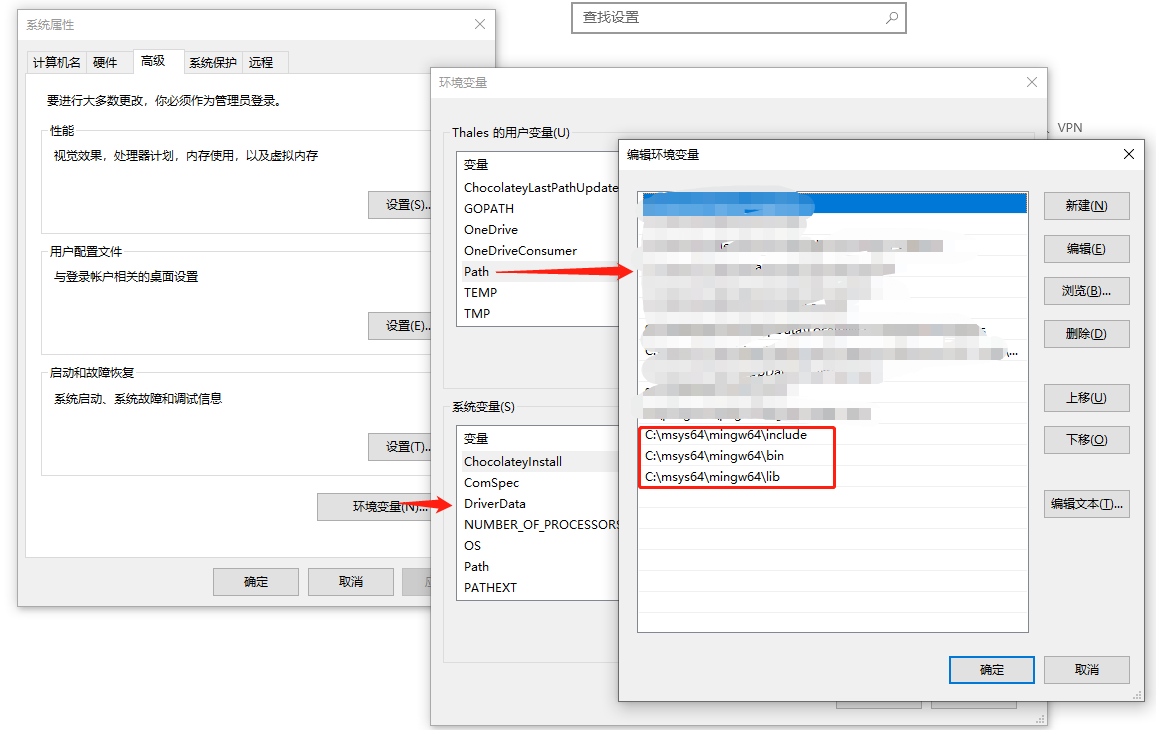 系统属性
计算机名
硬件
高级
系统保护
远程
要进行大多数更改，你必须作为管理员登录。
性能
视觉效果，处理器计划，内存使用，以及虚拟内存
设置(S)..
用户配置文件
与登录帐户相关的桌面设置
设置(E)..
启动和故障恢复
系统启动、系统故障和调试信息
设置(T)..
环境变量(N)...
确定
取消
查找设置
VPN
环境变量
Thales 的用户变量(U)
变量
ChocolateyLastPathUpdate
GOPATH
OneDrive
OneDriveConsumer
Path
TEMP
TMP
系统变量(S)
变量
ChocolateyInstall
ComSpec
DriverData
NUMBER_OF_PROCESSORS
OS
Path
PATHEXT
编辑环境变量
C:\msys64\mingw64\include
C:\msys64\mingw64\bin
C:\msys64\mingw64\lib
新建(N)
编辑(E)
浏览(B)...
删除(D)
上移(U)
下移(O)
编辑文本(T)...
确定
取消